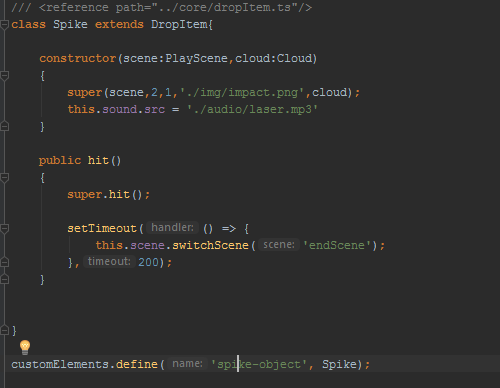 /// <reference path="../core/dropItem.ts"/>
class Spike extends DropItem{
constructor(scene:PlayScene,cloud:Cloud)
{
super(scene,2,1,'./img/impact.png',cloud);
this.sound.src = './audio/laser.mp3'
}
public hit()
{
super.hit();
setTimeout( handler: () => {
this.scene.switchScene( scene: 'endScene');
}, timeout: 200);
}
}
customElements.define( name: 'spike-object', Spike);